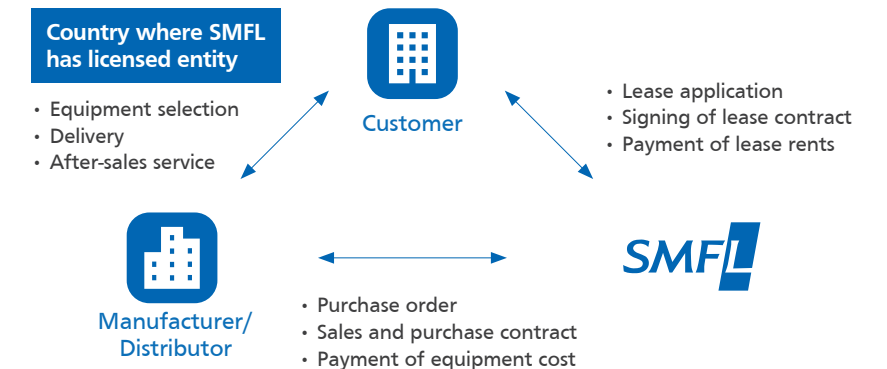 Country where SMFL
has licensed entity
Customer
• Equipment selection
• Delivery
• After-sales service
• Lease application
• Signing of lease contract
• Payment of lease rents
Manufacturer/
Distributor
SMFL
• Purchase order
• Sales and purchase contract
• Payment of equipment cost